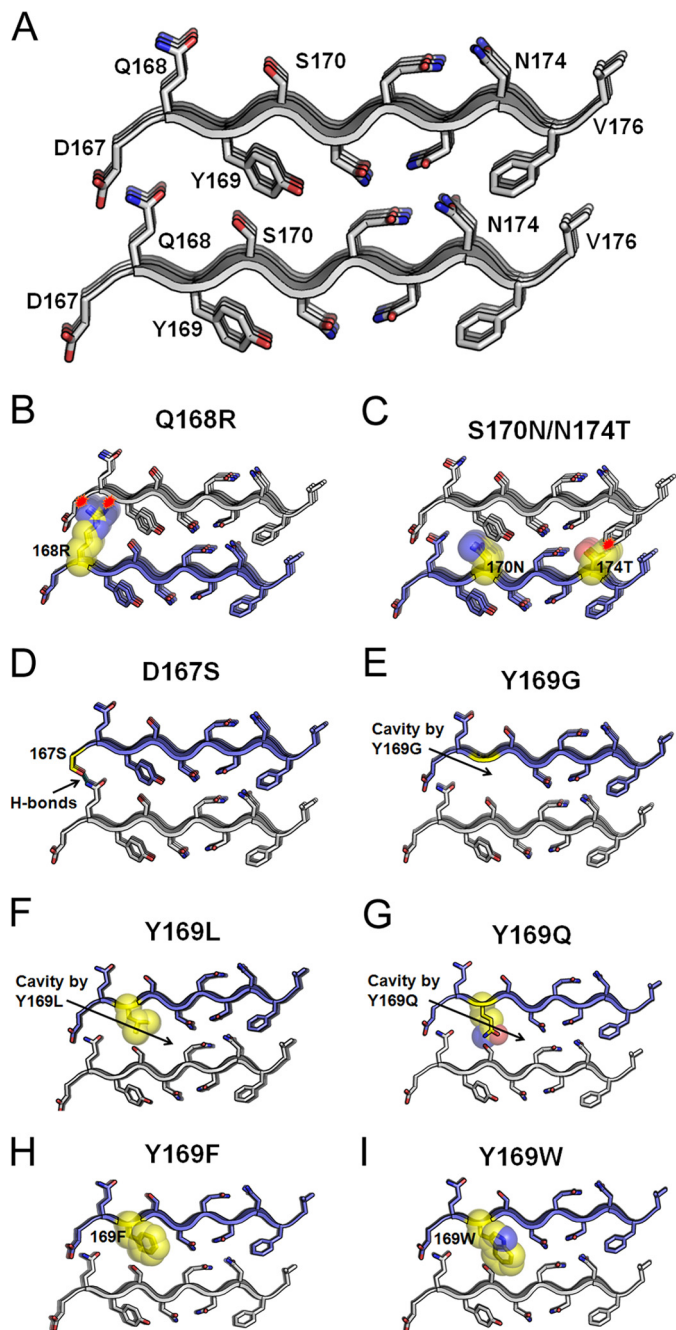 A
Q168
S170
N174
D167
Y169
V176
Q168
S170
N174
V176
D167
Y169
B
Q168R
168R
C
S170N/N174T
170N
174T
D
D167S
167S
H-bonds
E
Y169G
Cavity by
Y169G
F
Y169L
Cavity by
Y169L
G
Y169Q
Cavity by
Y169Q
H
Y169F
169F
I
Y169W
169W